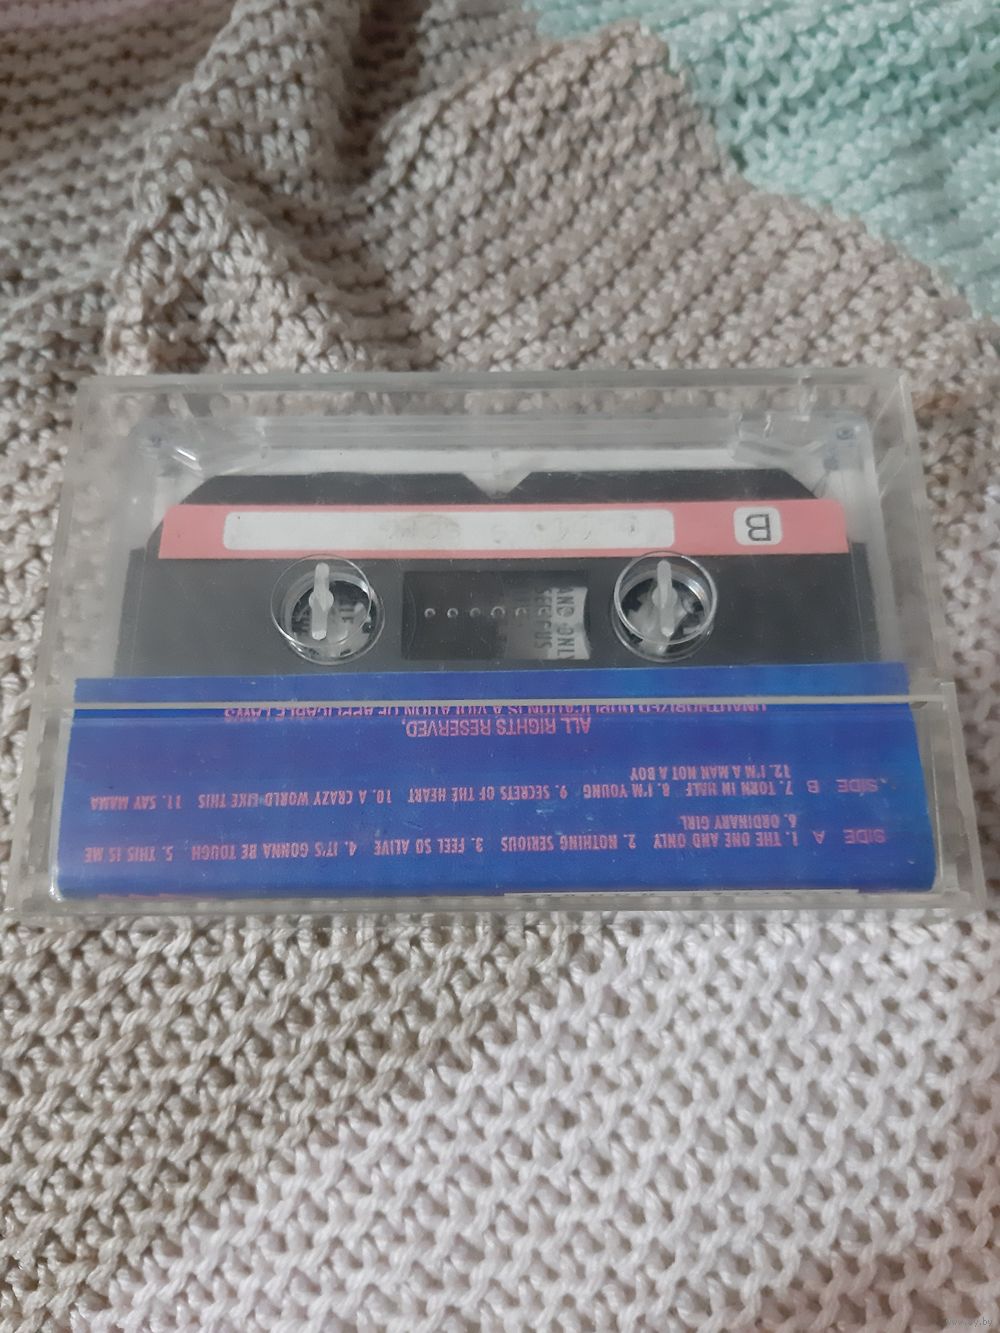 SIDE A 1. THE ONE AND ONLY 2. NOTHING SERIOUS 3. FEEL SO ALIVE 4. IT'S GONNA BE TOUGH 5. THIS IS ME
6. ORDINARY GIRL
SIDE B 7. TORN IN HALF 8. I'M YOUNG 9. SECRETS OF THE HEART 10. A CRAZY WORLD LIKE THIS 11. SAY MAMA
12. I'M A MAN NOT A BOY
ALL RIGHTS RESERVED,
UNAUTHORIZED DUPLICATION IS A VIOLATION OF APPLICABLE LAWS
AND ONLY
B